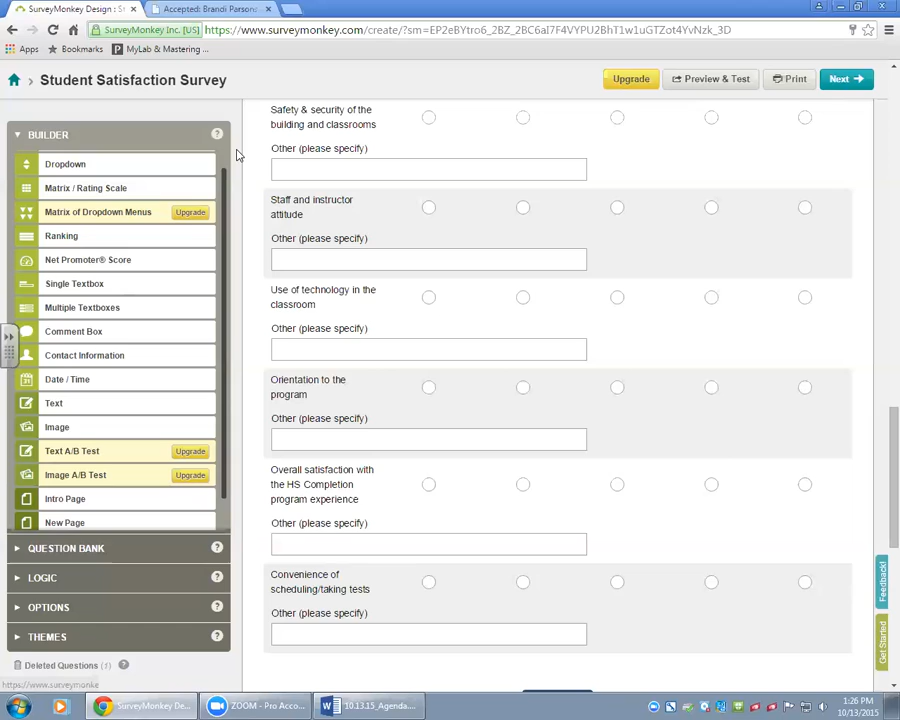 SurveyMonkey Design : S
Accepted: Brandi Parsons
SurveyMonkey Inc. [US]
Apps
Bookmarks
MyLab & Mastering ...
Student Satisfaction Survey
Upgrade
Preview & Test
Print
Next
BUILDER
Dropdown
Matrix / Rating Scale
Matrix of Dropdown Menus
Upgrade
Ranking
Net Promoter® Score
Single Textbox
Multiple Textboxes
Comment Box
Contact Information
Date / Time
Text
Image
Text A/B Test
Upgrade
Image A/B Test
Upgrade
Intro Page
New Page
QUESTION BANK
LOGIC
OPTIONS
THEMES
Deleted Questions (1)
https://www.surveymonke
Safety & security of the
building and classrooms
Other (please specify)
Staff and instructor
attitude
Other (please specify)
Use of technology in the
classroom
Other (please specify)
Orientation to the
program
Other (please specify)
Overall satisfaction with
the HS Completion
program experience
Other (please specify)
Convenience of
scheduling/taking tests
Other (please specify)
Feedback!
Get Started
SurveyMonkey De...
ZOOM - Pro Acco...
10.13.15_Agenda...
1:26 PM
10/13/2015